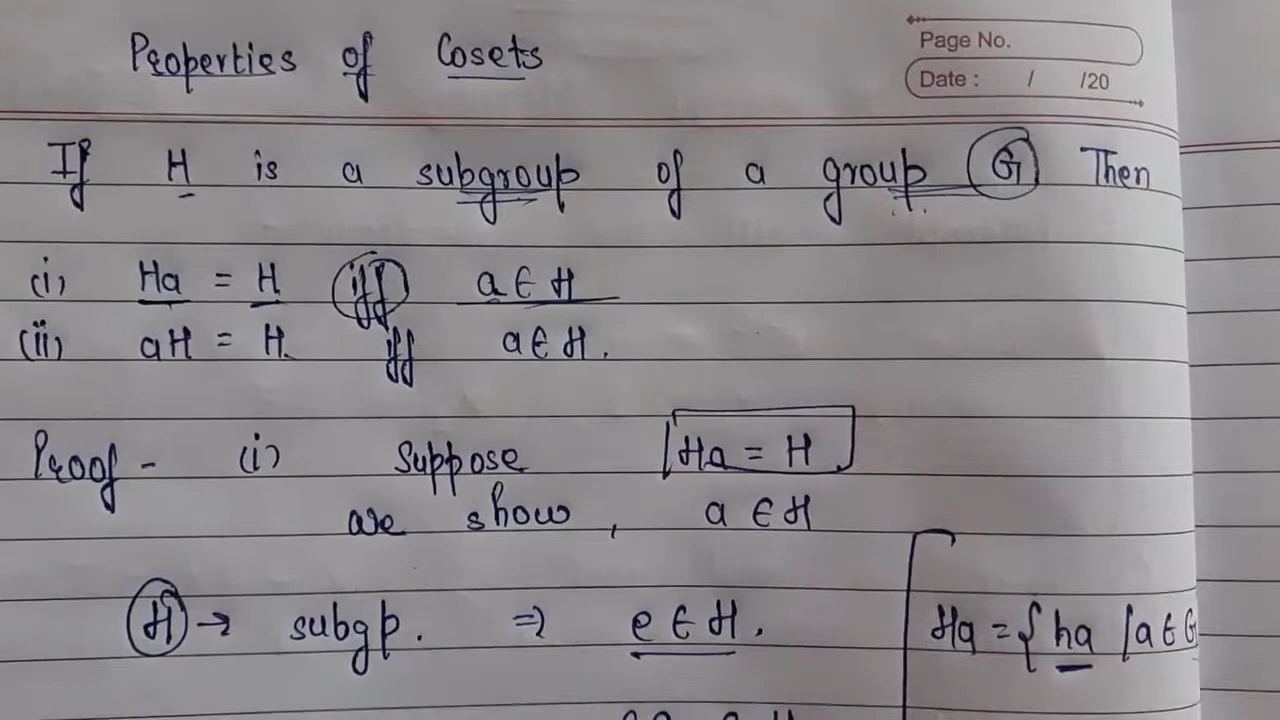 Properties of Cosets
Page No.
Date : / /20
If H is a subgroup of a group G Then
(i) Ha = H iff a ∈ H
(ii) aH = H. iff a ∈ H.
Proof - (i) Suppose Ha = H
we show , a ∈ H
H → subgp. ⇒ e ∈ H.
Ha = { ha / a ∈ G